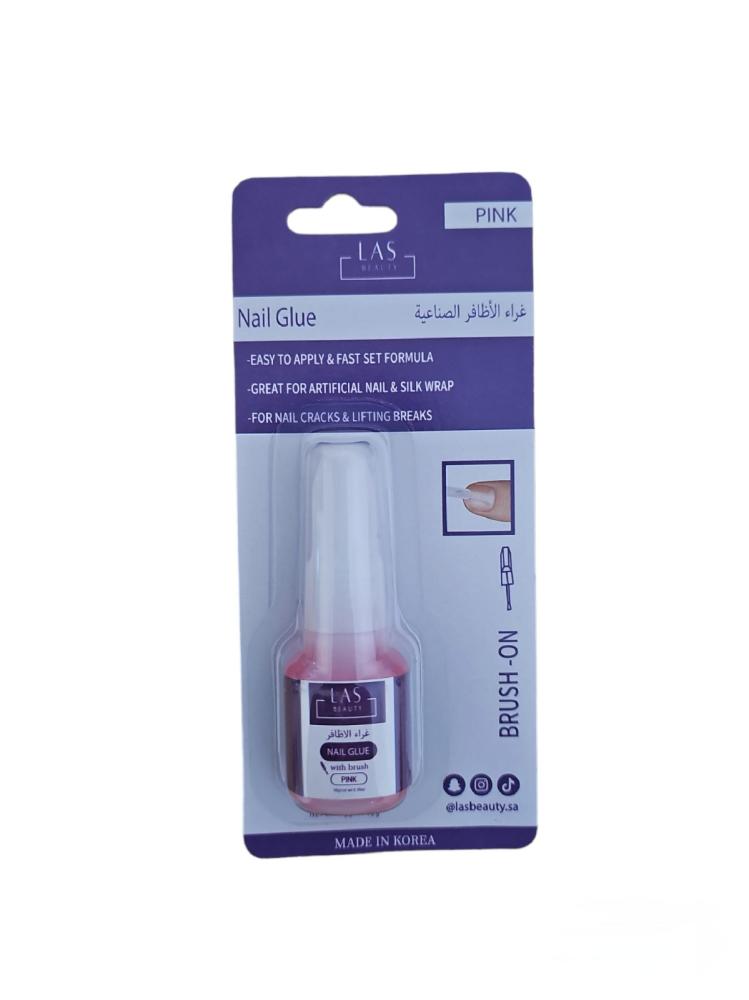 PINK
LAS
BEAUTY
Nail Glue
غراء الأظافر الصناعية
-EASY TO APPLY & FAST SET FORMULA
-GREAT FOR ARTIFICIAL NAIL & SILK WRAP
-FOR NAIL CRACKS & LIFTING BREAKS
BRUSH -ON
LAS
BEAUTY
غراء الاظافر
NAIL GLUE
with brush
PINK
@lasbeauty.sa
MADE IN KOREA